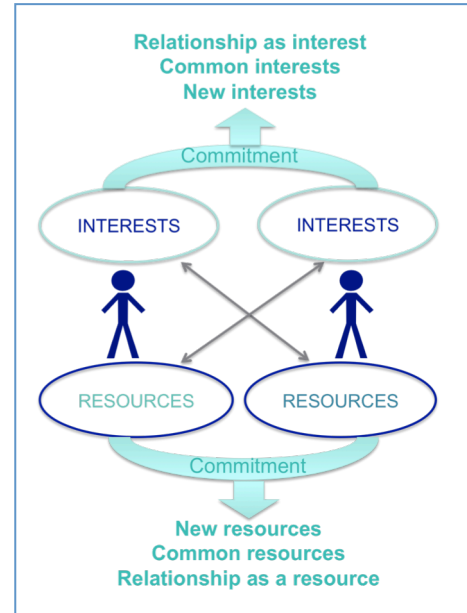 Relationship as interest
Common interests
New interests
Commitment
INTERESTS
INTERESTS
RESOURCES
RESOURCES
Commitment
New resources
Common resources
Relationship as a resource